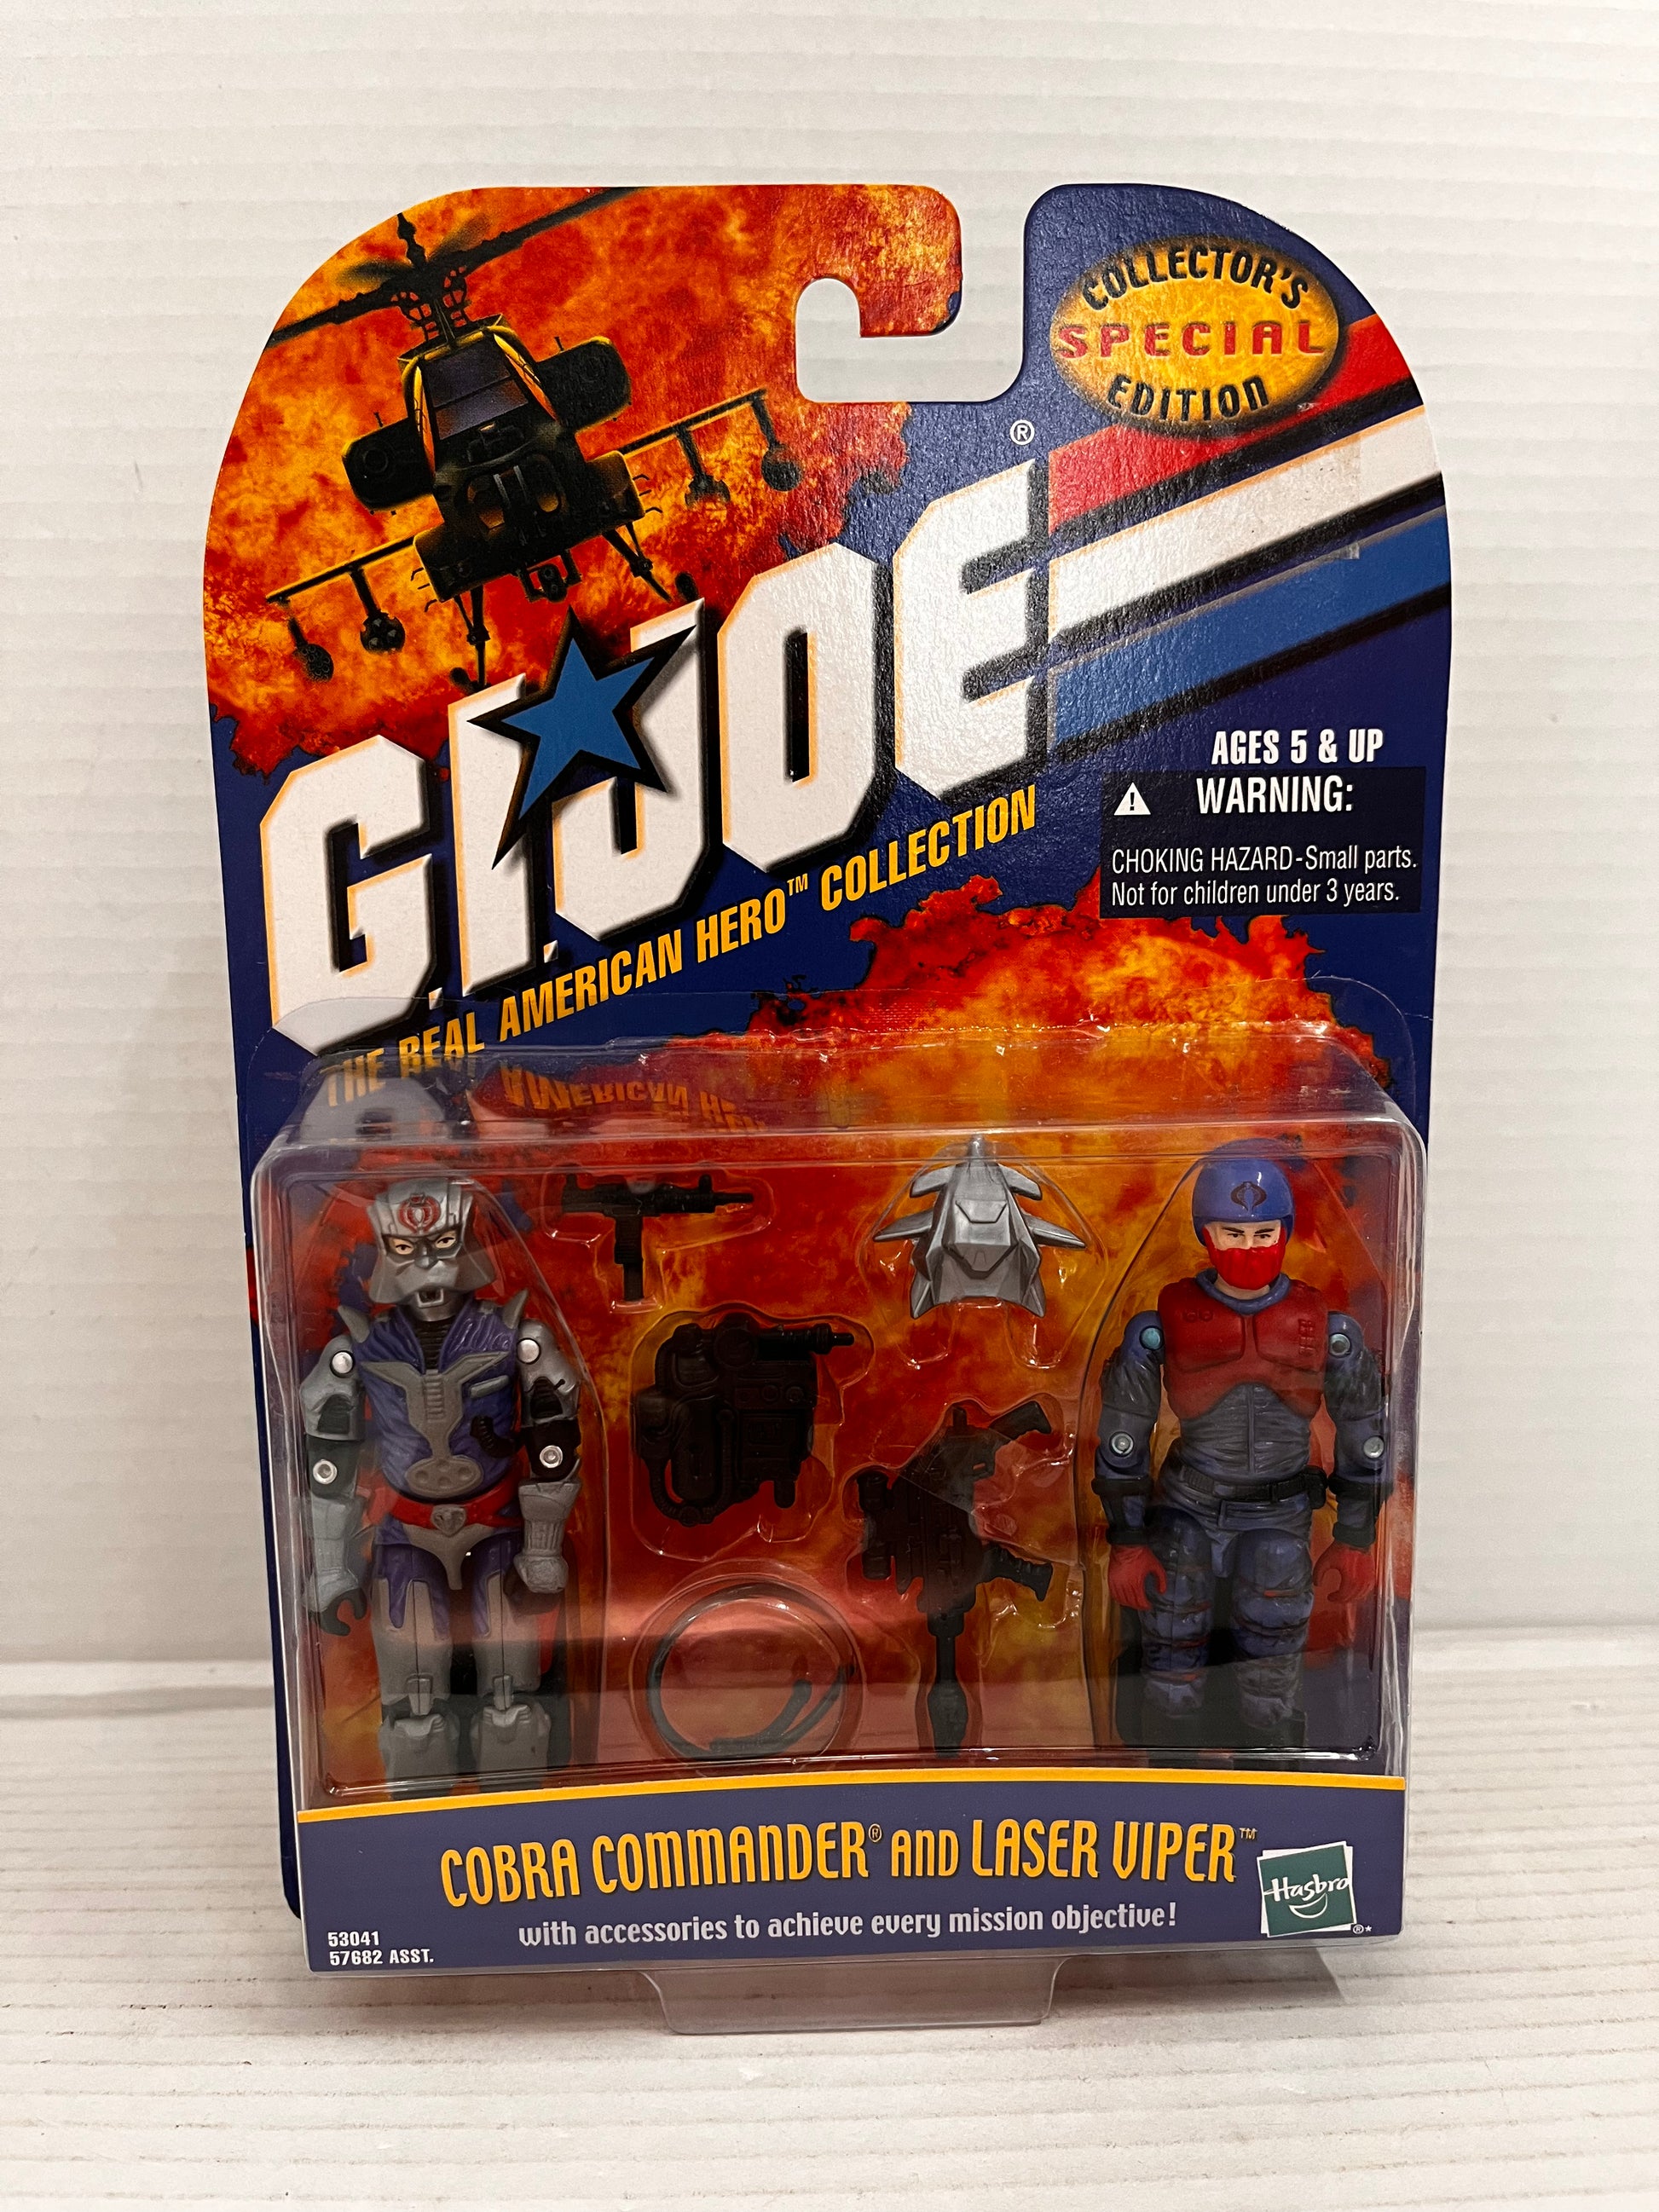 COLLECTOR'S
SPECIAL
EDITION
G.I.JOE®
THE REAL AMERICAN HERO™ COLLECTION
AGES 5 & UP
WARNING:
CHOKING HAZARD-Small parts.
Not for children under 3 years.
COBRA COMMANDER® AND LASER VIPER™
with accessories to achieve every mission objective!
53041
57682 ASST.
Hasbro
®*